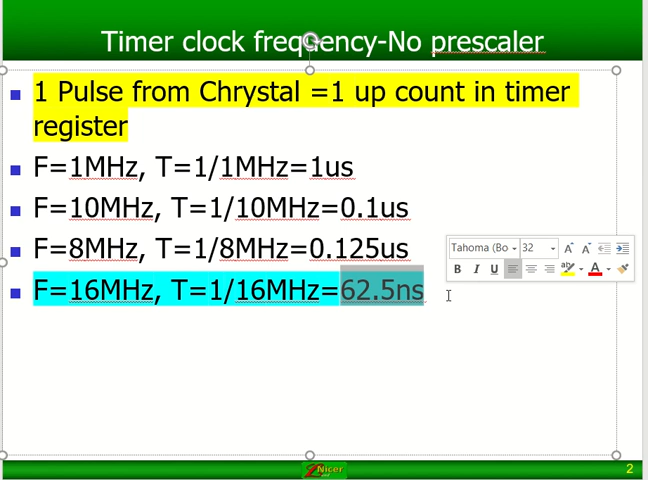 Timer clock frequency-No prescaler
1 Pulse from Chrystal =1 up count in timer
register
F=1MHz, T=1/1MHz=1us
F=10MHz, T=1/10MHz=0.1us
F=8MHz, T=1/8MHz=0.125us
Tahoma (Bo 32 A A
B I U ab A
F=16MHz, T=1/16MHz=62.5ns
Nicer
2